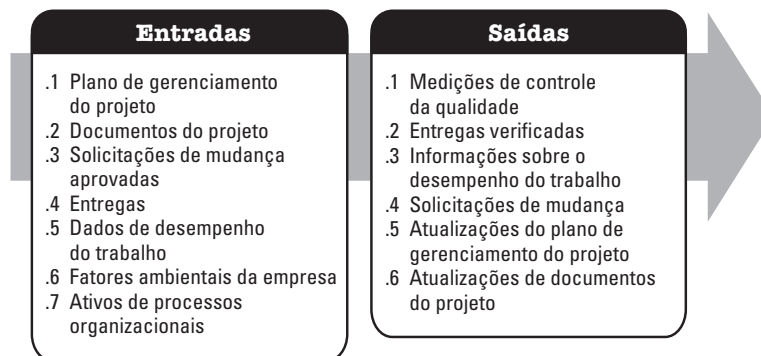 Entradas
.1 Plano de gerenciamento
do projeto
.2 Documentos do projeto
.3 Solicitações de mudança
aprovadas
.4 Entregas
.5 Dados de desempenho
do trabalho
.6 Fatores ambientais da empresa
.7 Ativos de processos
organizacionais
Saídas
.1 Medições de controle
da qualidade
.2 Entregas verificadas
.3 Informações sobre o
desempenho do trabalho
.4 Solicitações de mudança
.5 Atualizações do plano de
gerenciamento do projeto
.6 Atualizações de documentos
do projeto